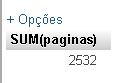 + Opções
SUM(paginas)
2532